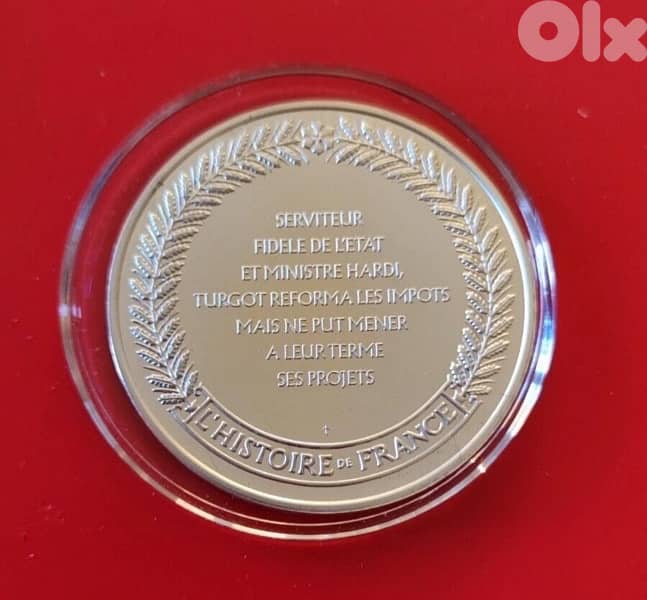 Olx
SERVITEUR
FIDELE DE L'ETAT
ET MINISTRE HARDI,
TURGOT REFORMA LES IMPOTS
MAIS NE PUT MENER
A LEUR TERME
SES PROJETS
L'HISTOIRE DE FRANCE